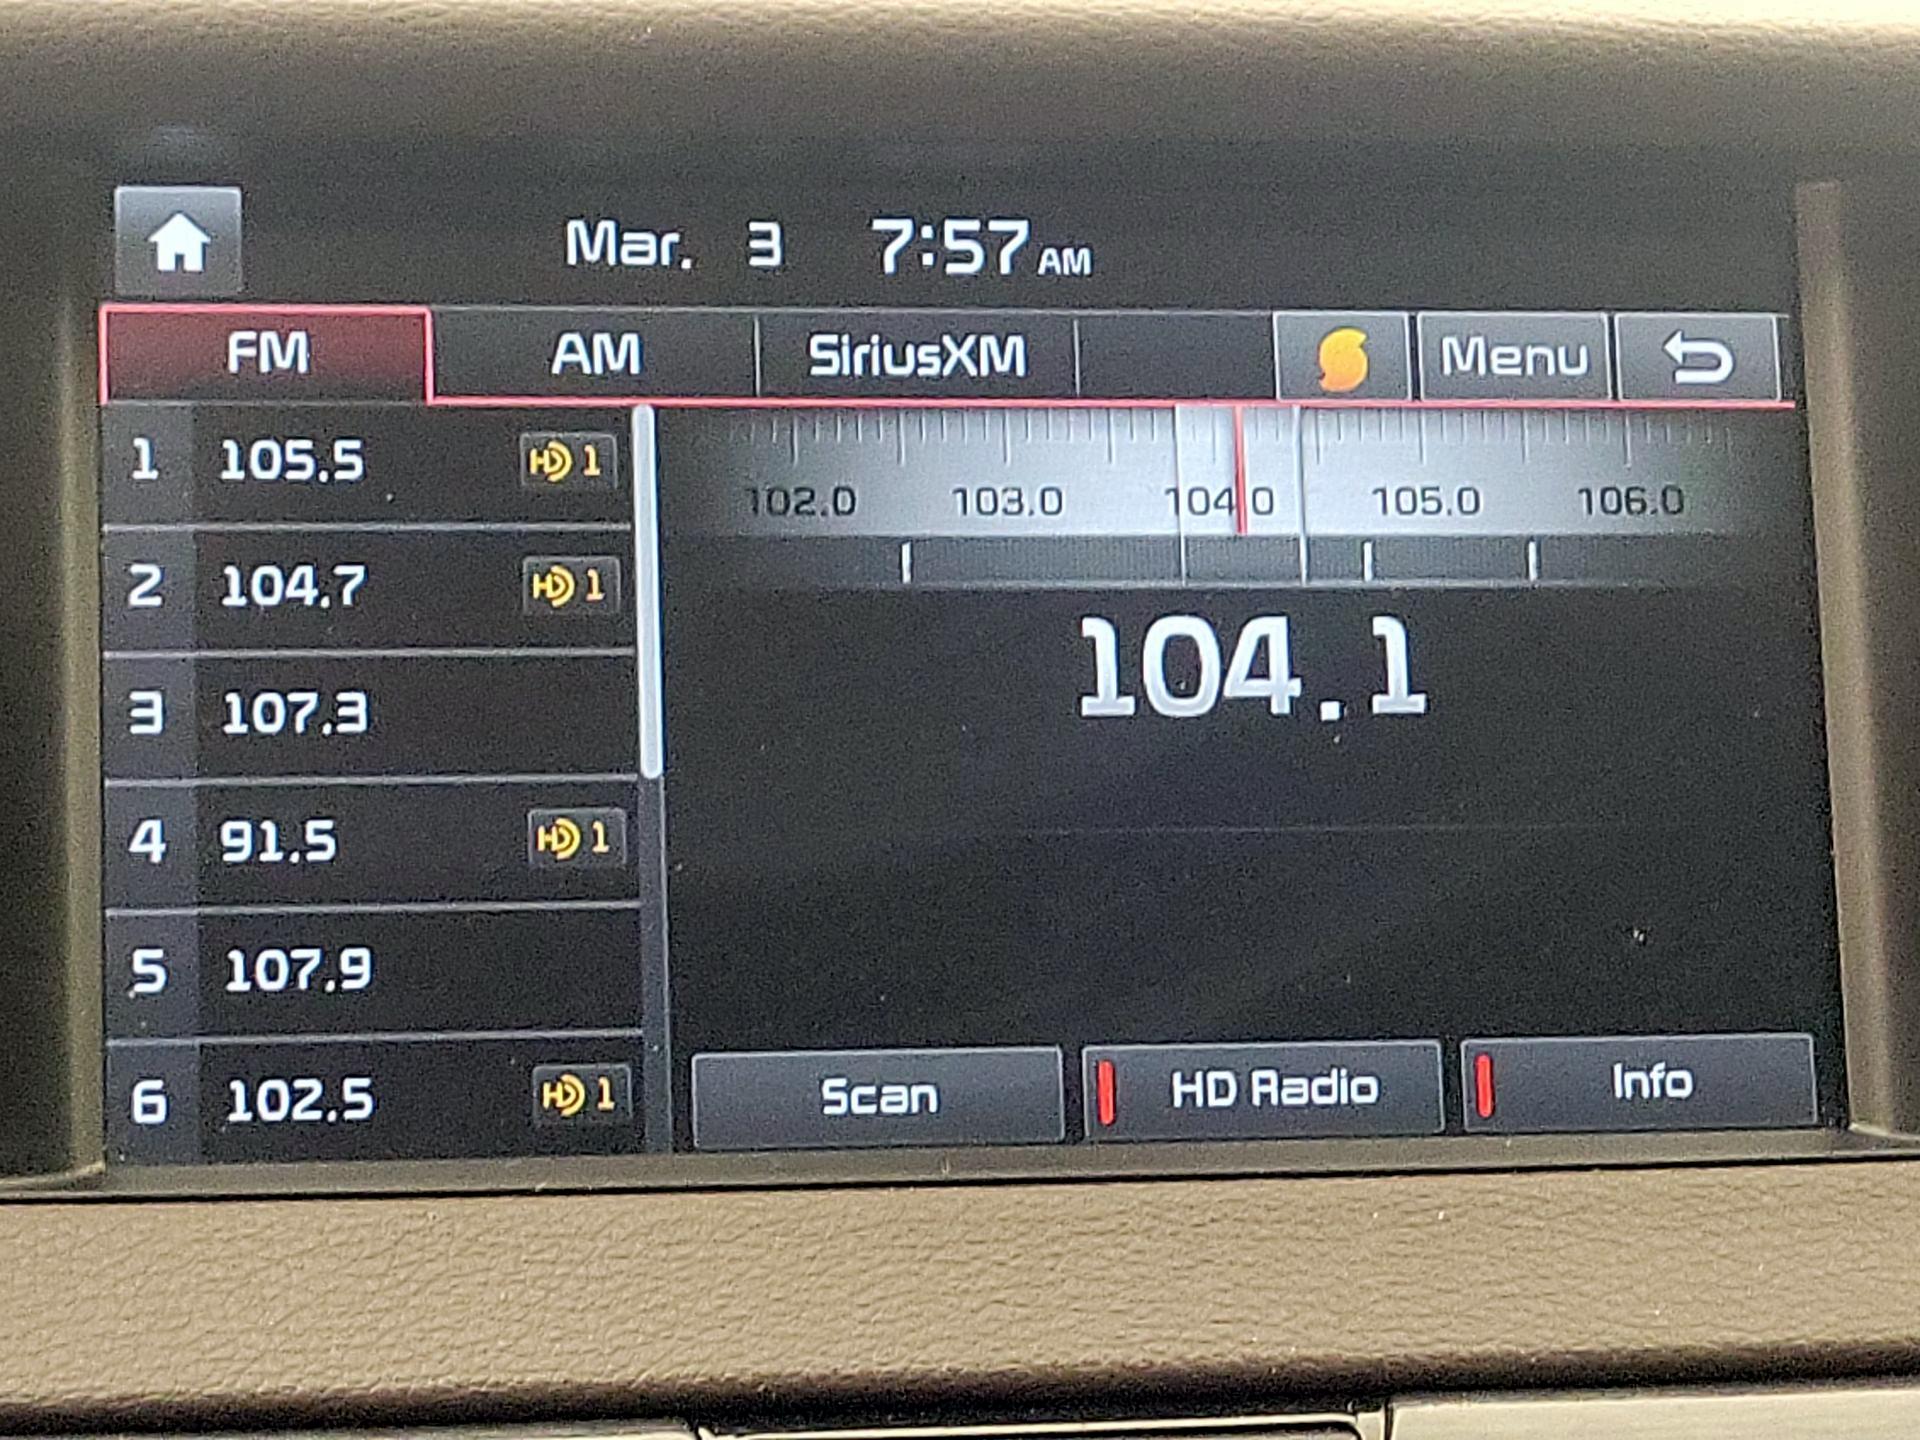 Mar. 3 7:57 AM
FM AM SiriusXM Menu
1 105.5 HD 1
2 104.7 HD 1
3 107.3
4 91.5 HD 1
5 107.9
6 102.5 HD 1
102.0 103.0 104.0 105.0 106.0
104.1
Scan HD Radio Info